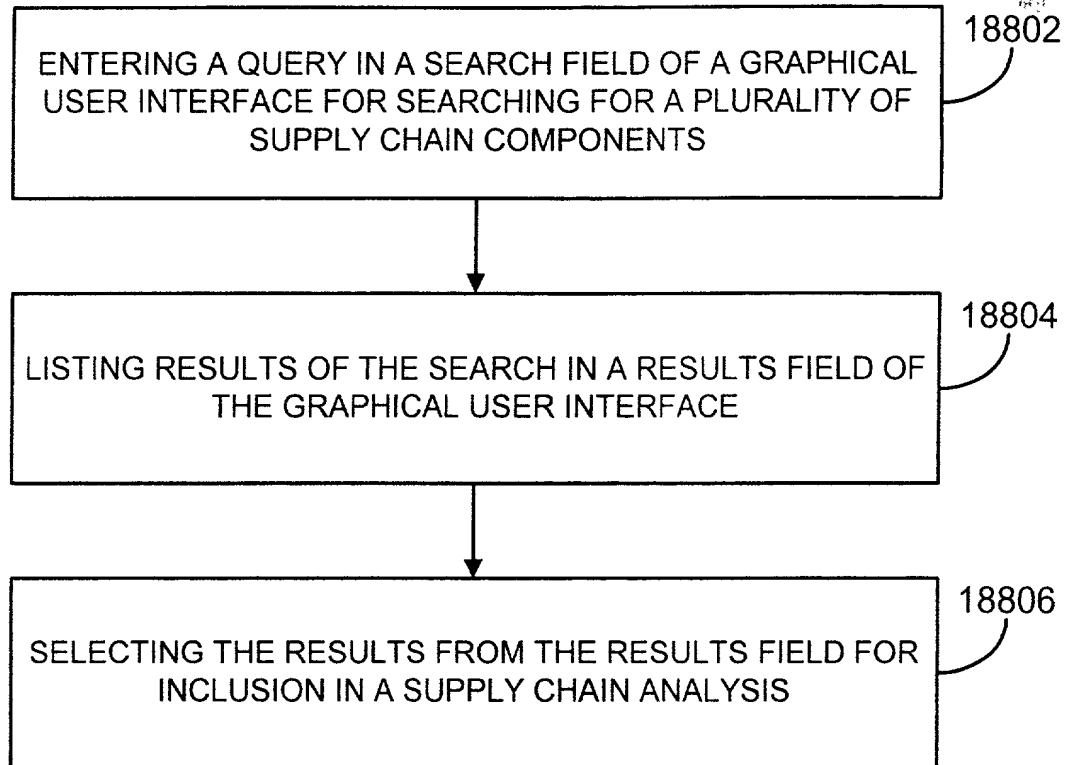 18802
ENTERING A QUERY IN A SEARCH FIELD OF A GRAPHICAL
USER INTERFACE FOR SEARCHING FOR A PLURALITY OF
SUPPLY CHAIN COMPONENTS
18804
LISTING RESULTS OF THE SEARCH IN A RESULTS FIELD OF
THE GRAPHICAL USER INTERFACE
18806
SELECTING THE RESULTS FROM THE RESULTS FIELD FOR
INCLUSION IN A SUPPLY CHAIN ANALYSIS